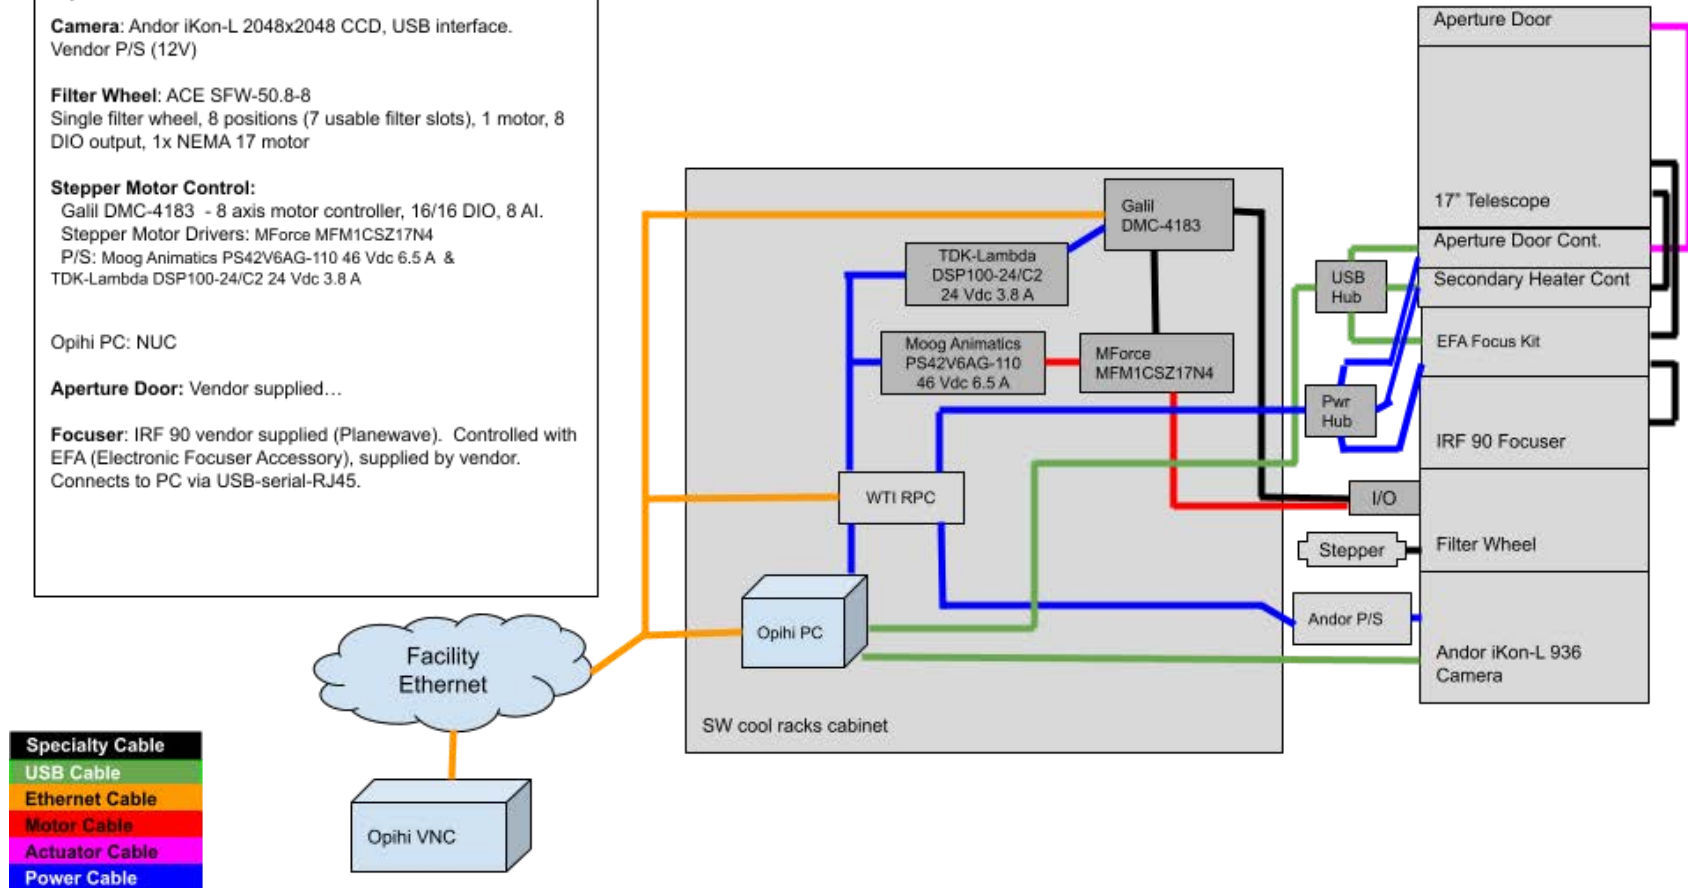 Camera: Andor iKon-L 2048x2048 CCD, USB interface.
Vendor P/S (12V)
Filter Wheel: ACE SFW-50.8-8
Single filter wheel, 8 positions (7 usable filter slots), 1 motor, 8
DIO output, 1x NEMA 17 motor
Stepper Motor Control:
Galil DMC-4183 - 8 axis motor controller, 16/16 DIO, 8 AI.
Stepper Motor Drivers: MForce MFM1CSZ17N4
P/S: Moog Animatics PS42V6AG-110 46 Vdc 6.5 A &
TDK-Lambda DSP100-24/C2 24 Vdc 3.8 A
Opihi PC: NUC
Aperture Door: Vendor supplied…
Focuser: IRF 90 vendor supplied (Planewave). Controlled with
EFA (Electronic Focuser Accessory), supplied by vendor.
Connects to PC via USB-serial-RJ45.
Facility
Ethernet
Opihi VNC
Specialty Cable
USB Cable
Ethernet Cable
Motor Cable
Actuator Cable
Power Cable
Galil
DMC-4183
TDK-Lambda
DSP100-24/C2
24 Vdc 3.8 A
Moog Animatics
PS42V6AG-110
46 Vdc 6.5 A
MForce
MFM1CSZ17N4
WTI RPC
Opihi PC
SW cool racks cabinet
USB
Hub
Pwr
Hub
I/O
Stepper
Andor P/S
Aperture Door
17” Telescope
Aperture Door Cont.
Secondary Heater Cont
EFA Focus Kit
IRF 90 Focuser
Filter Wheel
Andor iKon-L 936
Camera